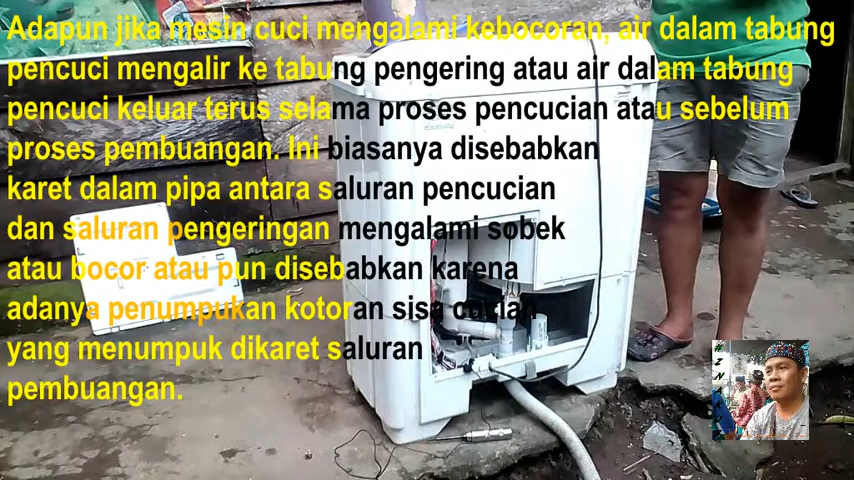 Adapun jika mesin cuci mengalami kebocoran, air dalam tabung
pencuci mengalir ke tabung pengering atau air dalam tabung
pencuci keluar terus selama proses pencucian atau sebelum
proses pembuangan. Ini biasanya disebabkan
karet dalam pipa antara saluran pencucian
dan saluran pengeringan mengalami sobek
atau bocor atau pun disebabkan karena
adanya penumpukan kotoran sisa cucian
yang menumpuk dikaret saluran
pembuangan.